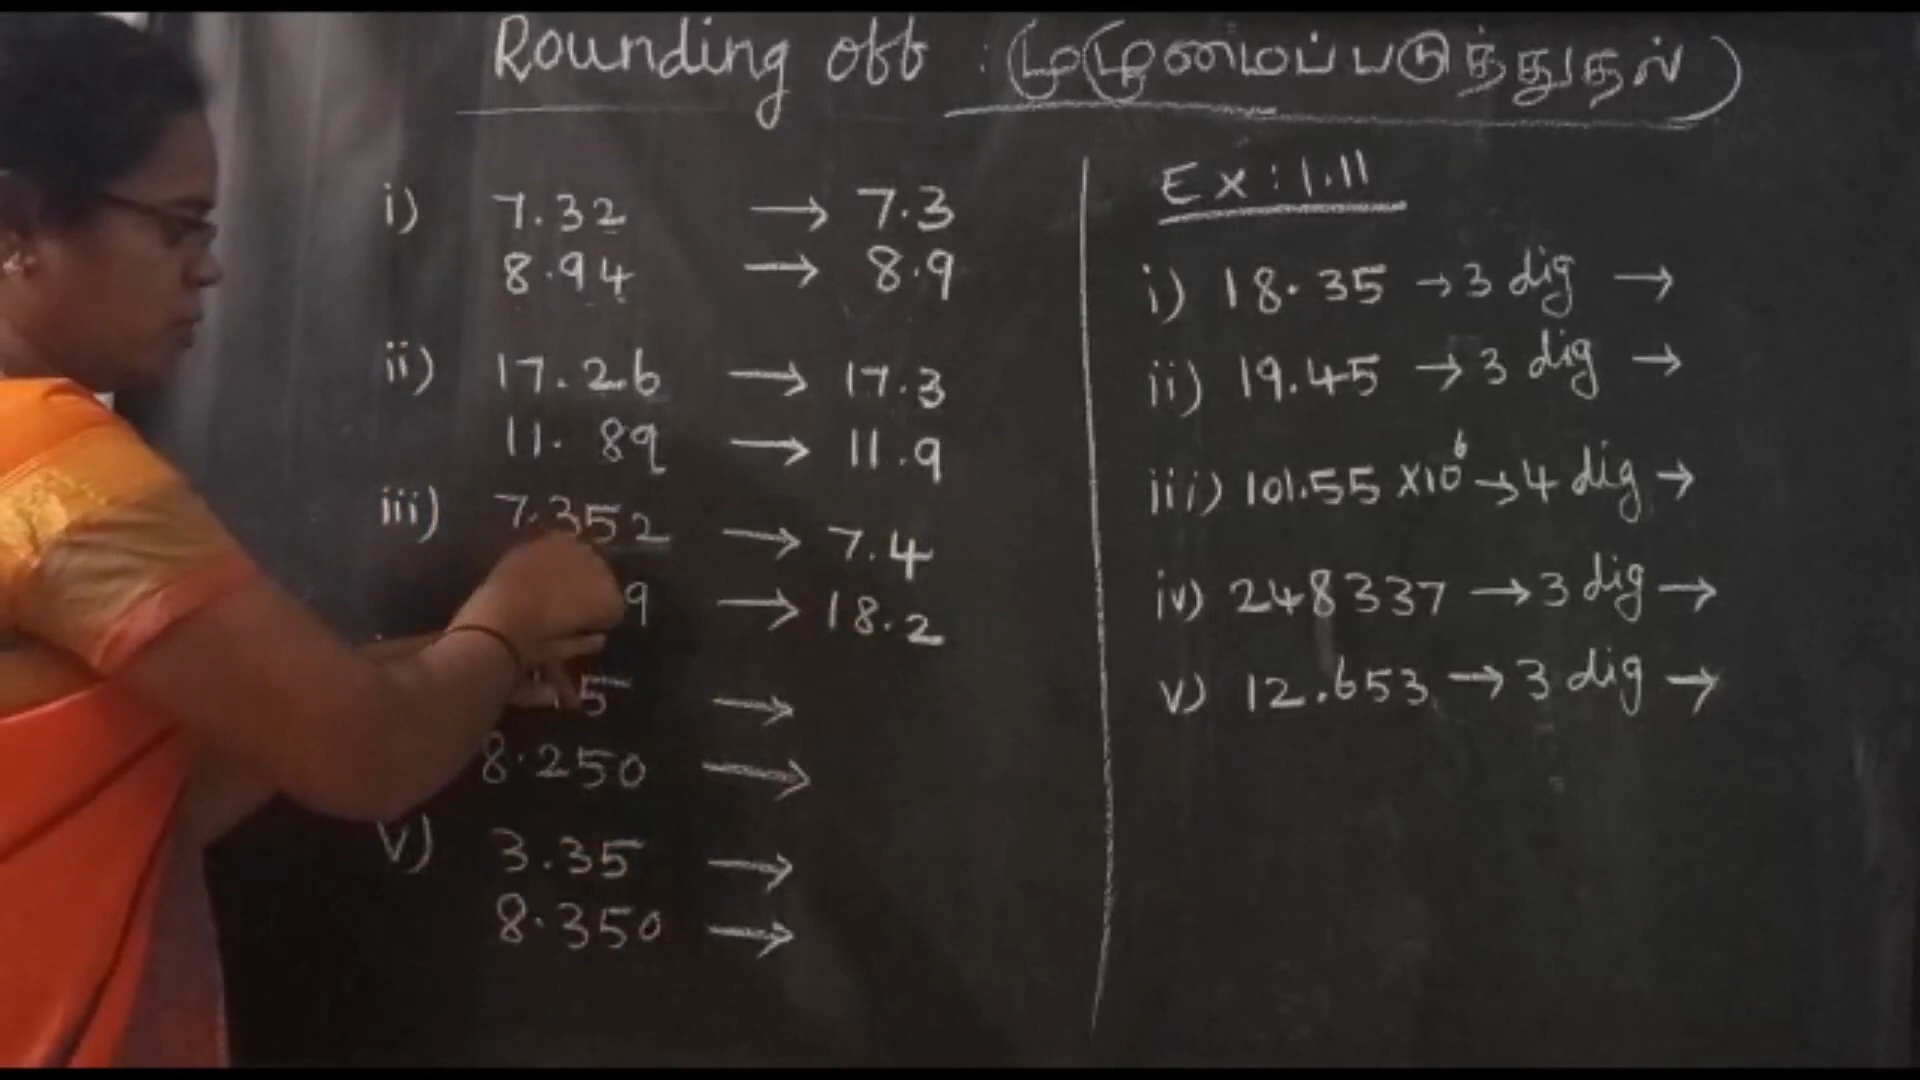 Rounding off : (முழுமைப்படுத்துதல்)
i) 7.32 → 7.3
8.94 → 8.9
ii) 17.26 → 17.3
11.89 → 11.9
iii) 7.352 → 7.4
9 → 18.2
5 →
8.250 →
v) 3.35 →
8.350 →
Ex : 1.11
i) 18.35 → 3 dig →
ii) 19.45 → 3 dig →
iii) 101.55 x10⁶ → 4 dig →
iv) 248337 → 3 dig →
v) 12.653 → 3 dig →